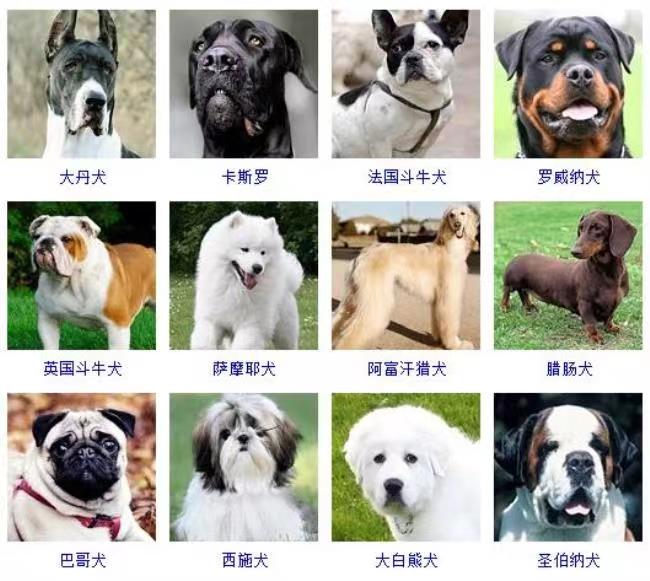 大丹犬
卡斯罗
法国斗牛犬
罗威纳犬
英国斗牛犬
萨摩耶犬
阿富汗猎犬
腊肠犬
巴哥犬
西施犬
大白熊犬
圣伯纳犬